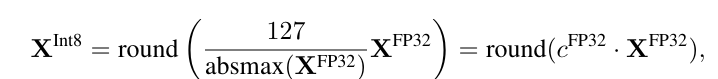 X^Int8 = round ( 127 / absmax(X^FP32) X^FP32 ) = round(c^FP32 · X^FP32),